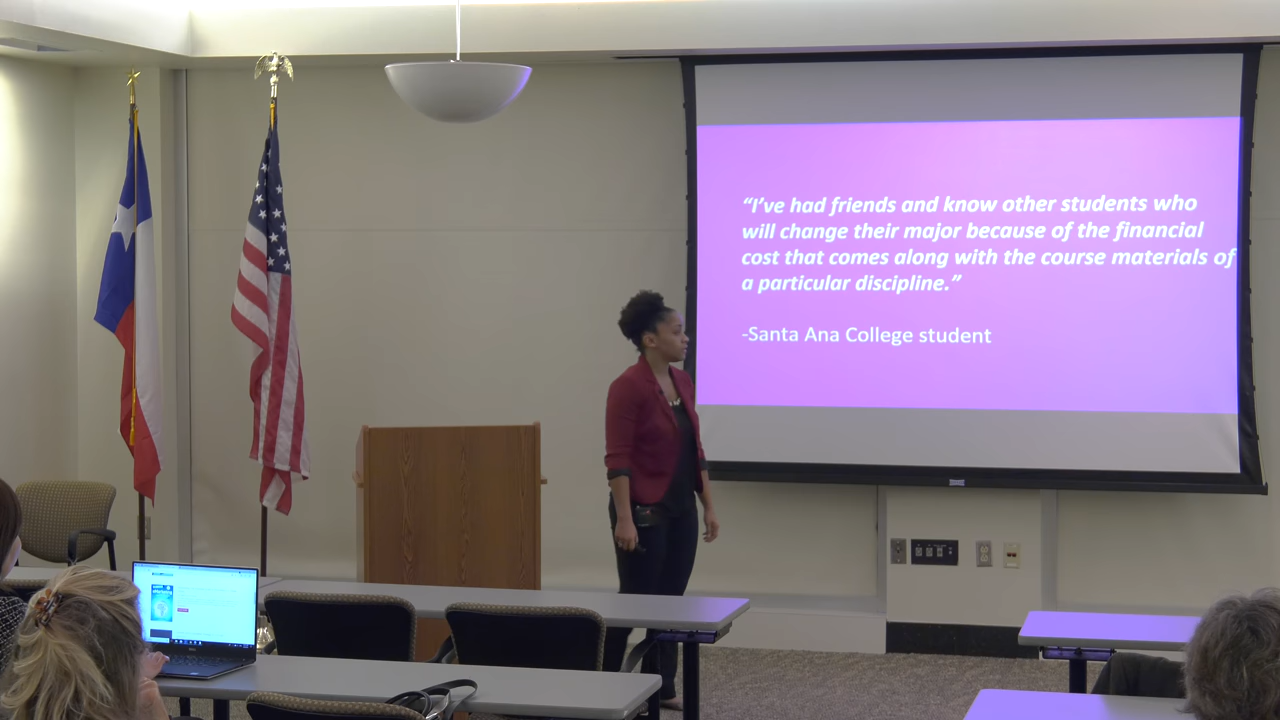 “I’ve had friends and know other students who
will change their major because of the financial
cost that comes along with the course materials of
a particular discipline.”
-Santa Ana College student